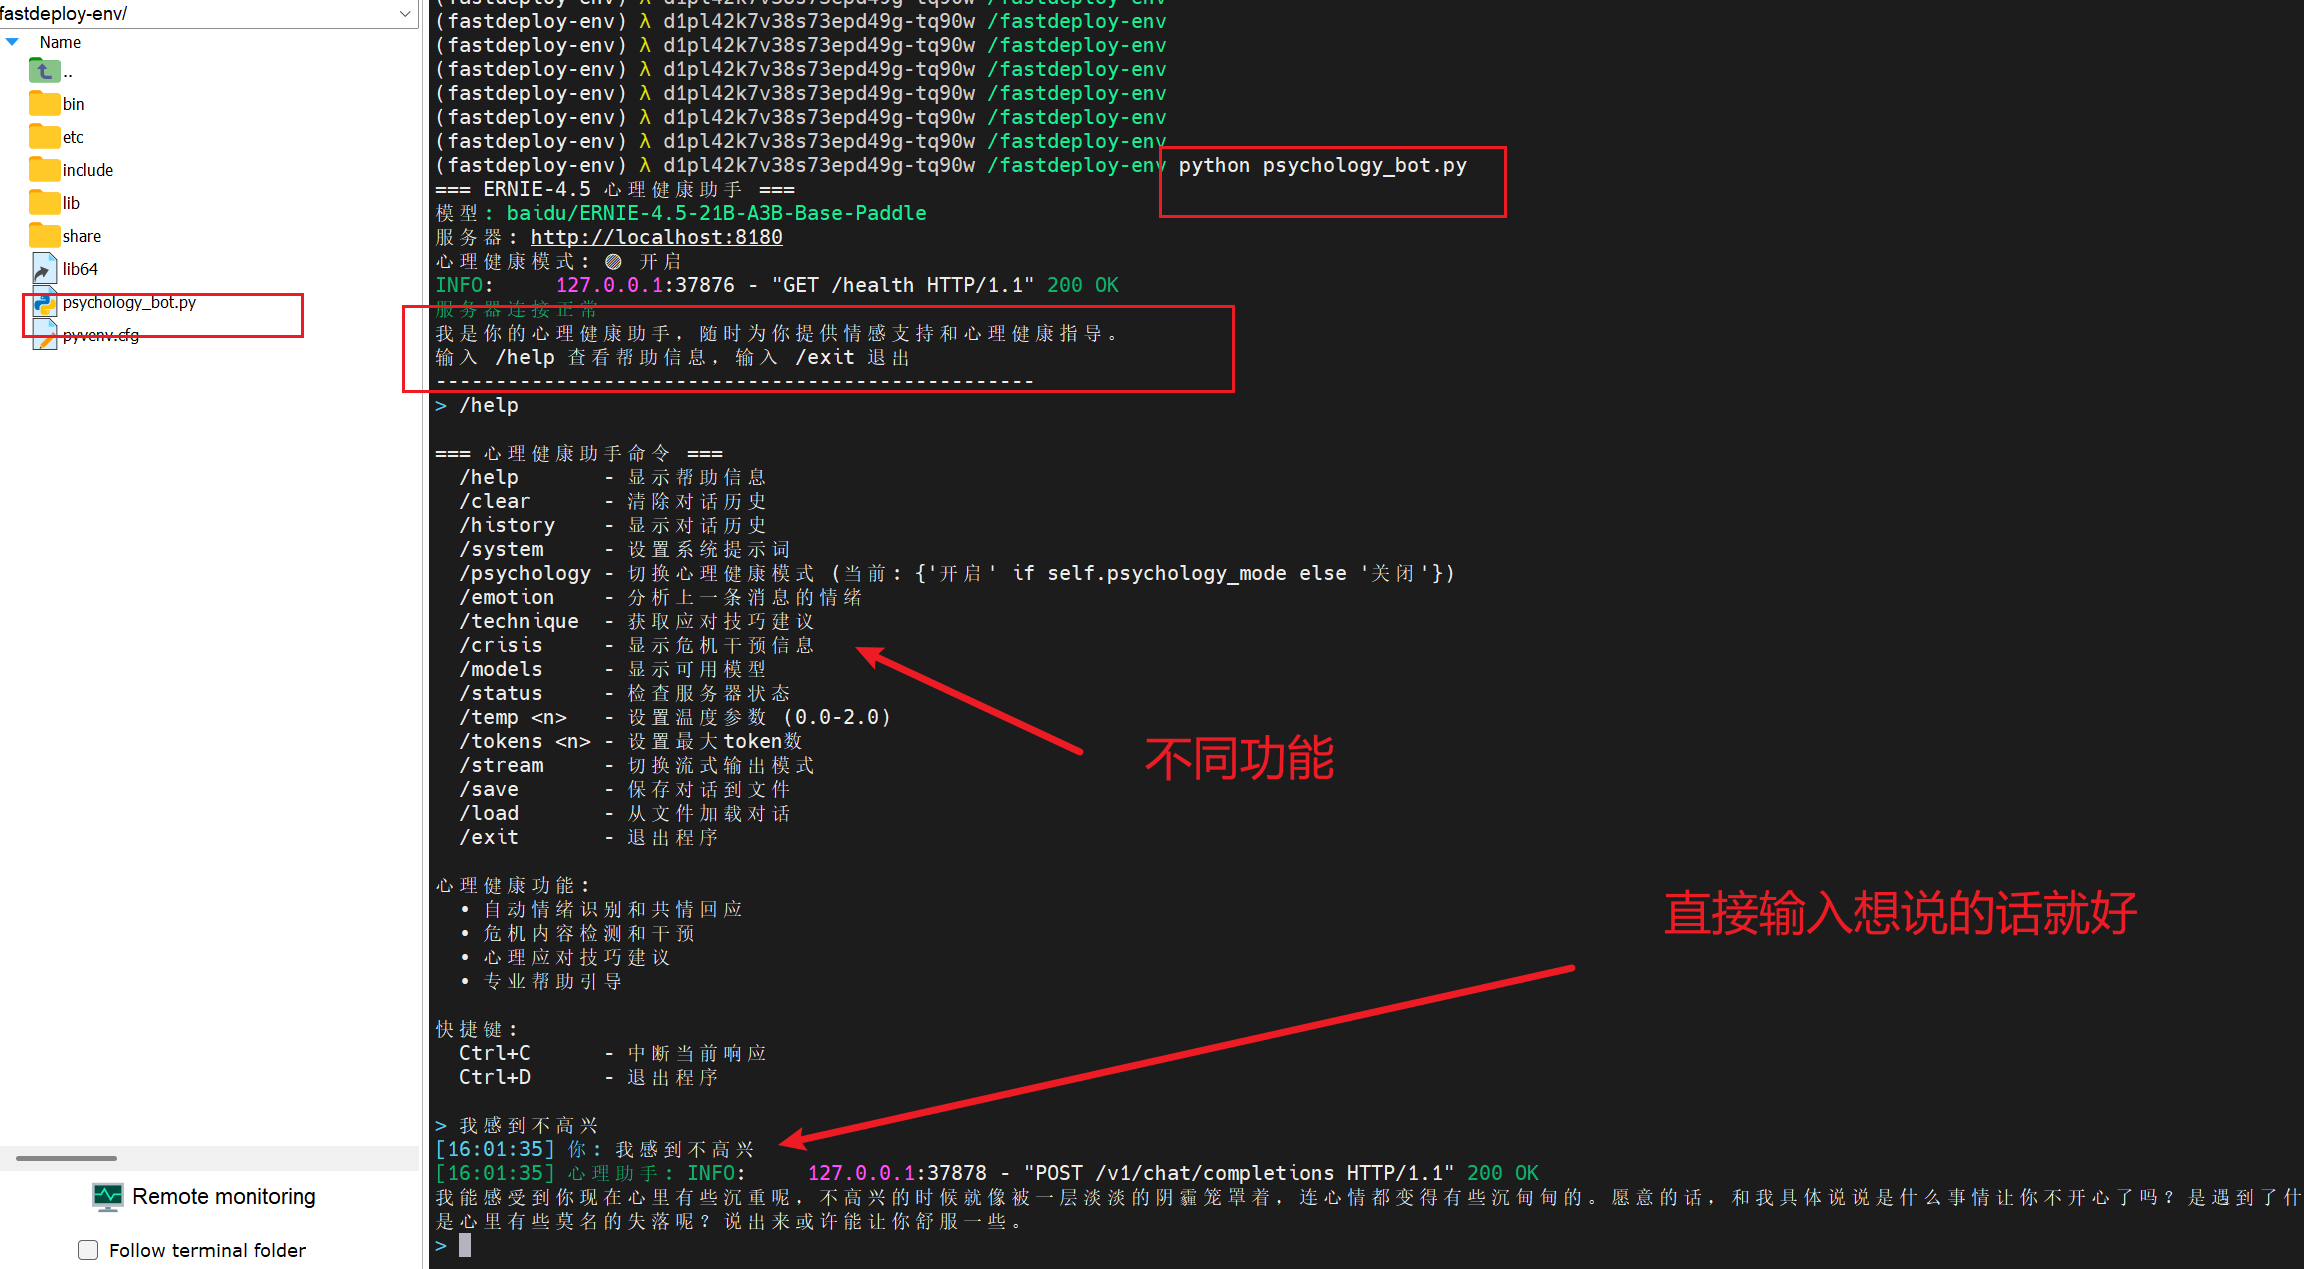 fastdeploy-env/
Name
..
bin
etc
include
lib
share
lib64
psychology_bot.py
pyvenv.cfg
Remote monitoring
Follow terminal folder
(fastdeploy-env) λ d1pl42k7v38s73epd49g-tq90w /fastdeploy-env
(fastdeploy-env) λ d1pl42k7v38s73epd49g-tq90w /fastdeploy-env
(fastdeploy-env) λ d1pl42k7v38s73epd49g-tq90w /fastdeploy-env
(fastdeploy-env) λ d1pl42k7v38s73epd49g-tq90w /fastdeploy-env
(fastdeploy-env) λ d1pl42k7v38s73epd49g-tq90w /fastdeploy-env
(fastdeploy-env) λ d1pl42k7v38s73epd49g-tq90w /fastdeploy-env
(fastdeploy-env) λ d1pl42k7v38s73epd49g-tq90w /fastdeploy-env
(fastdeploy-env) λ d1pl42k7v38s73epd49g-tq90w /fastdeploy-env python psychology_bot.py
=== ERNIE-4.5 心理健康助手 ===
模型: baidu/ERNIE-4.5-21B-A3B-Base-Paddle
服务器: http://localhost:8180
心理健康模式: 开启
INFO: 127.0.0.1:37876 - "GET /health HTTP/1.1" 200 OK
服务器连接正常
我是你的心理健康助手，随时为你提供情感支持和心理健康指导。
输入 /help 查看帮助信息，输入 /exit 退出
--------------------------------------------------
> /help
=== 心理健康助手命令 ===
/help - 显示帮助信息
/clear - 清除对话历史
/history - 显示对话历史
/system - 设置系统提示词
/psychology - 切换心理健康模式 (当前: {'开启' if self.psychology_mode else '关闭'})
/emotion - 分析上一条消息的情绪
/technique - 获取应对技巧建议
/crisis - 显示危机干预信息
/models - 显示可用模型
/status - 检查服务器状态
/temp <n> - 设置温度参数 (0.0-2.0)
/tokens <n> - 设置最大token数
/stream - 切换流式输出模式
/save - 保存对话到文件
/load - 从文件加载对话
/exit - 退出程序
不同功能
心理健康功能:
• 自动情绪识别和共情回应
• 危机内容检测和干预
• 心理应对技巧建议
• 专业帮助引导
直接输入想说的话就好
快捷键:
Ctrl+C - 中断当前响应
Ctrl+D - 退出程序
> 我感到不高兴
[16:01:35] 你: 我感到不高兴
[16:01:35] 心理助手: INFO: 127.0.0.1:37878 - "POST /v1/chat/completions HTTP/1.1" 200 OK
我能感受到你现在心里有些沉重呢，不高兴的时候就像被一层淡淡的阴霾笼罩着，连心情都变得有些沉甸甸的。愿意的话，和我具体说说是什么事情让你不开心了吗？是遇到了什
是心里有些莫名的失落呢？说出来或许能让你舒服一些。
>